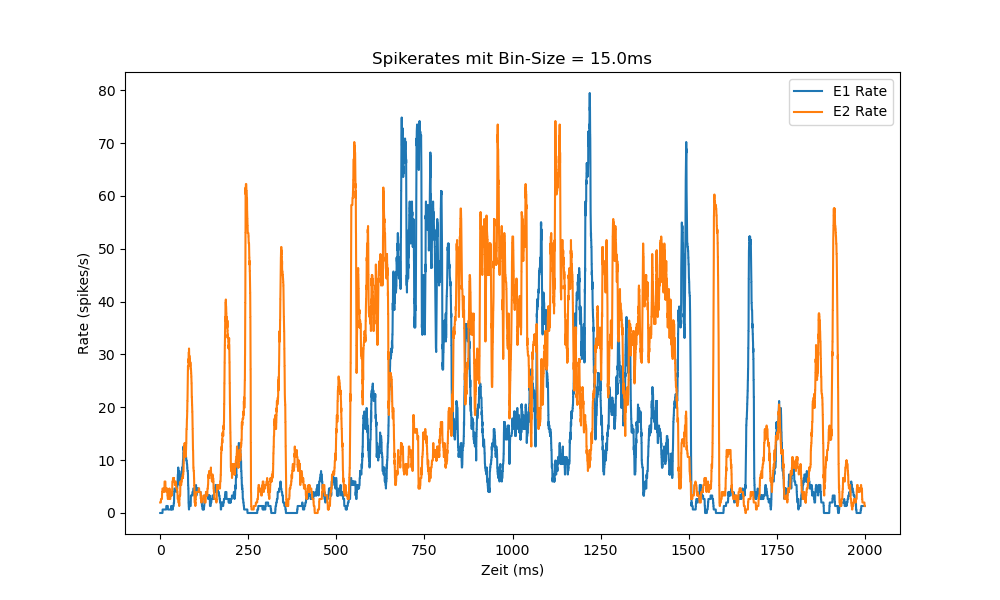 Spikerates mit Bin-Size = 15.0ms
E1 Rate
E2 Rate
80
70
60
50
40
30
20
10
0
Rate (spikes/s)
0 250 500 750 1000 1250 1500 1750 2000
Zeit (ms)